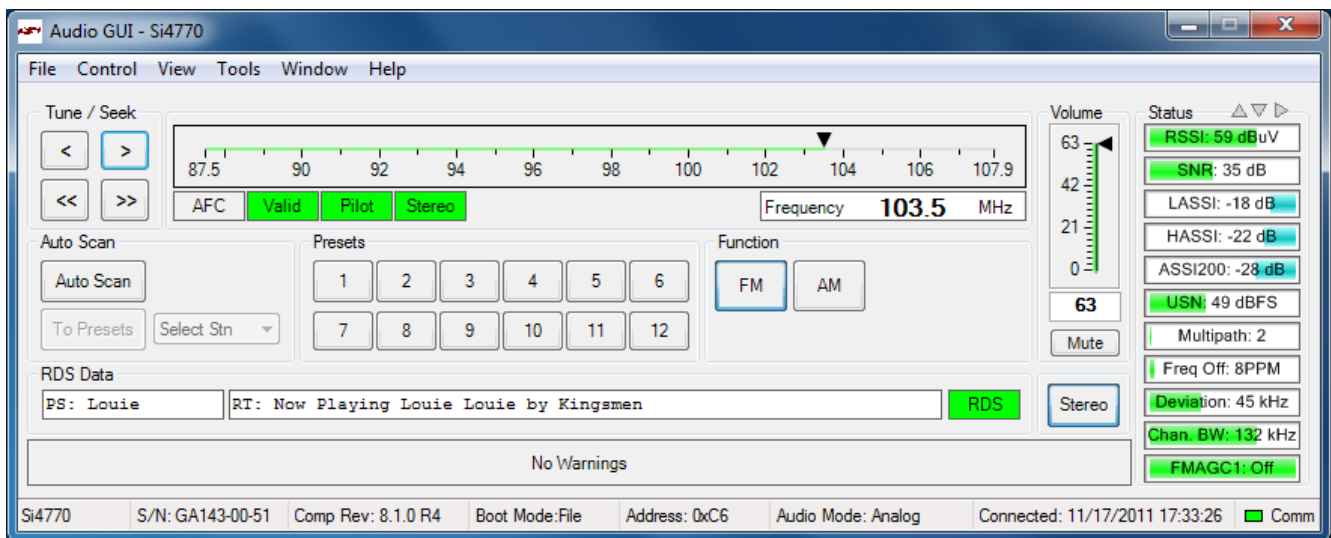 Audio GUI - Si4770
File Control View Tools Window Help
Tune / Seek
< >
<< >>
87.5 90 92 94 96 98 100 102 104 106 107.9
AFC Valid Pilot Stereo
Frequency 103.5 MHz
Volume
63
42
21
0
63
Mute
Status
RSSI: 59 dBuV
SNR: 35 dB
LASSI: -18 dB
HASSI: -22 dB
ASSI200: -28 dB
USN: 49 dBFS
Multipath: 2
Freq Off: 8PPM
Deviation: 45 kHz
Chan. BW: 132 kHz
FMAGC1: Off
Auto Scan
Auto Scan
To Presets Select Stn
Presets
1 2 3 4 5 6
7 8 9 10 11 12
Function
FM AM
RDS Data
PS: Louie RT: Now Playing Louie Louie by Kingsmen RDS
Stereo
No Warnings
Si4770 S/N: GA143-00-51 Comp Rev: 8.1.0 R4 Boot Mode:File Address: 0xC6 Audio Mode: Analog Connected: 11/17/2011 17:33:26 Comm